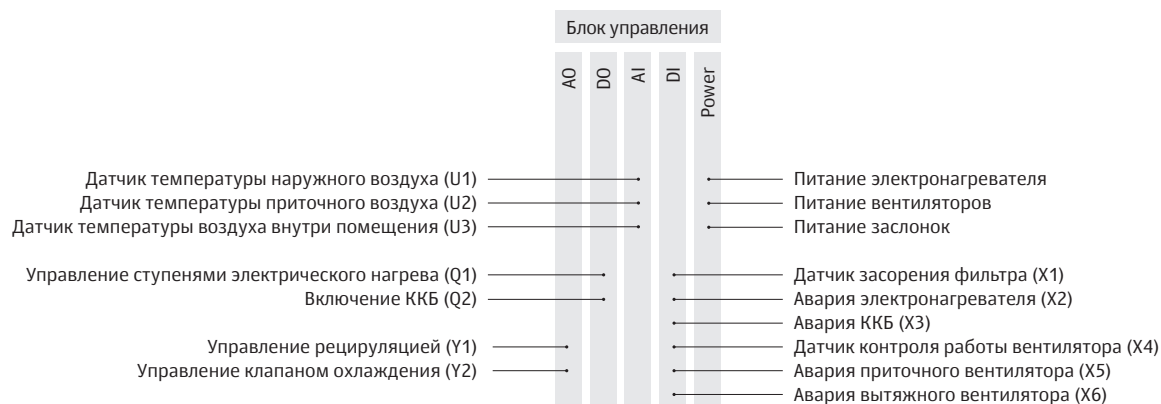 Блок управления
AO
DO
AI
DI
Power
Датчик температуры наружного воздуха (U1)
Датчик температуры приточного воздуха (U2)
Датчик температуры воздуха внутри помещения (U3)
Управление ступенями электрического нагрева (Q1)
Включение ККБ (Q2)
Управление рецируляцией (Y1)
Управление клапаном охлаждения (Y2)
Питание электронагревателя
Питание вентиляторов
Питание заслонок
Датчик засорения фильтра (X1)
Авария электронагревателя (X2)
Авария ККБ (X3)
Датчик контроля работы вентилятора (X4)
Авария приточного вентилятора (X5)
Авария вытяжного вентилятора (X6)